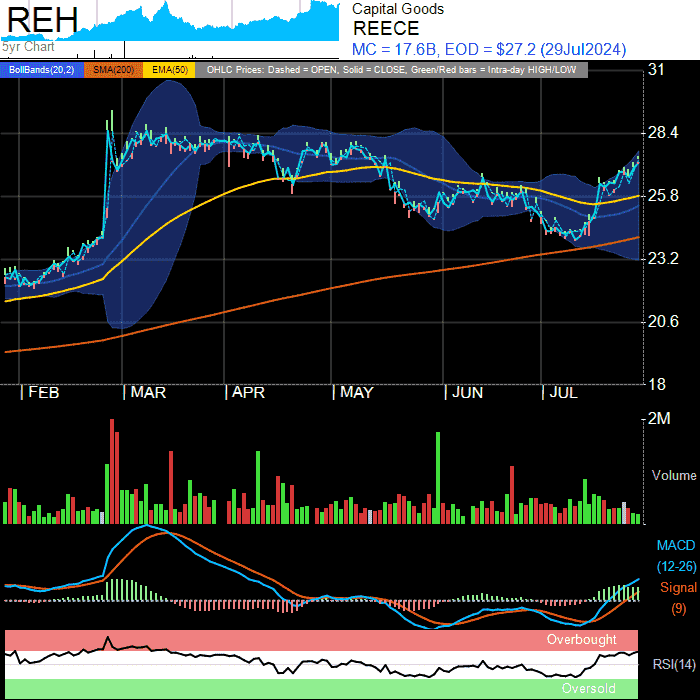 REH
5yr Chart
Capital Goods
REECE
MC = 17.6B, EOD = $27.2 (29Jul2024)
BollBands(20,2) SMA(200) EMA(50) OHLC Prices: Dashed = OPEN, Solid = CLOSE, Green/Red bars = Intra-day HIGH/LOW
31
28.4
25.8
23.2
20.6
18
FEB MAR APR MAY JUN JUL
2M
Volume
MACD
(12-26)
Signal
(9)
Overbought
RSI(14)
Oversold